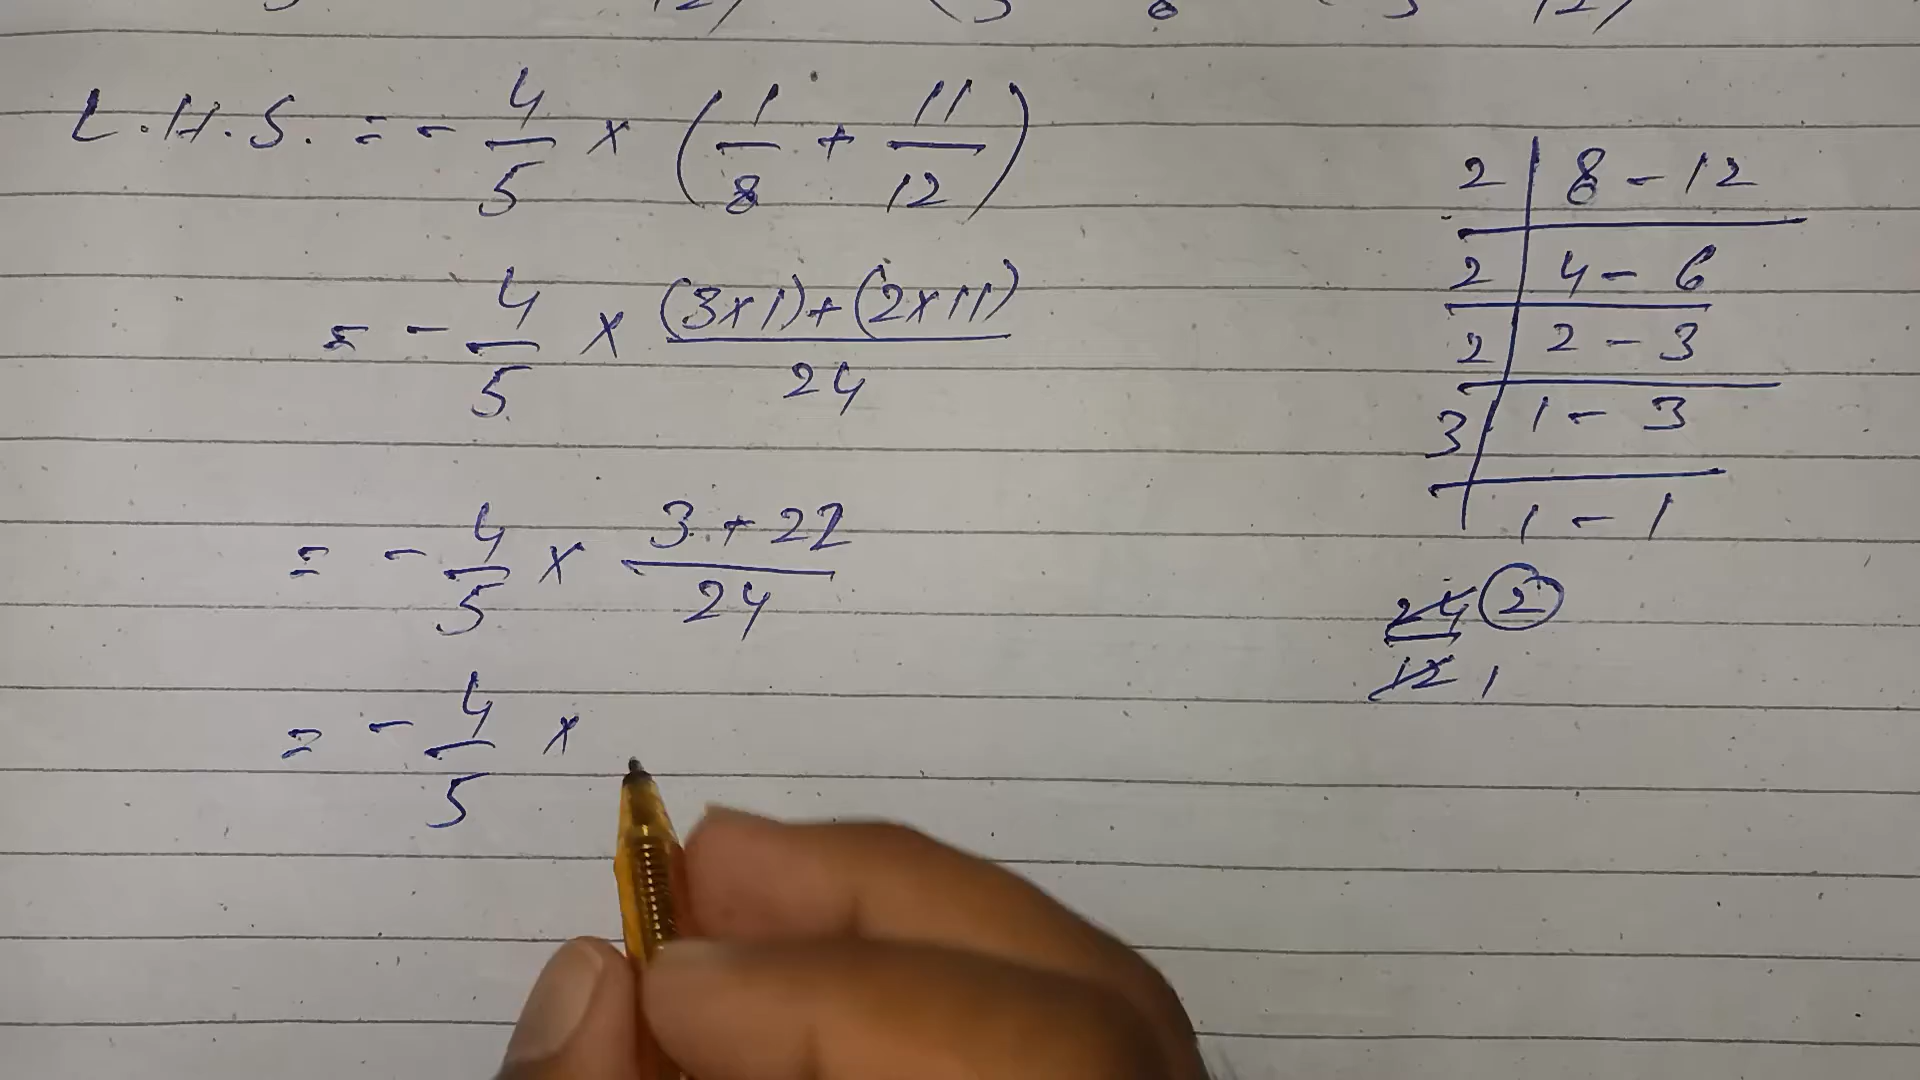 L.H.S. = - 4/5 × (1/8 + 11/12)
= - 4/5 × (3×1)+(2×11)/24
= - 4/5 × 3+22/24
= - 4/5 ×
2 | 8 - 12
2 | 4 - 6
2 | 2 - 3
3 | 1 - 3
1 - 1
24 2
12 1